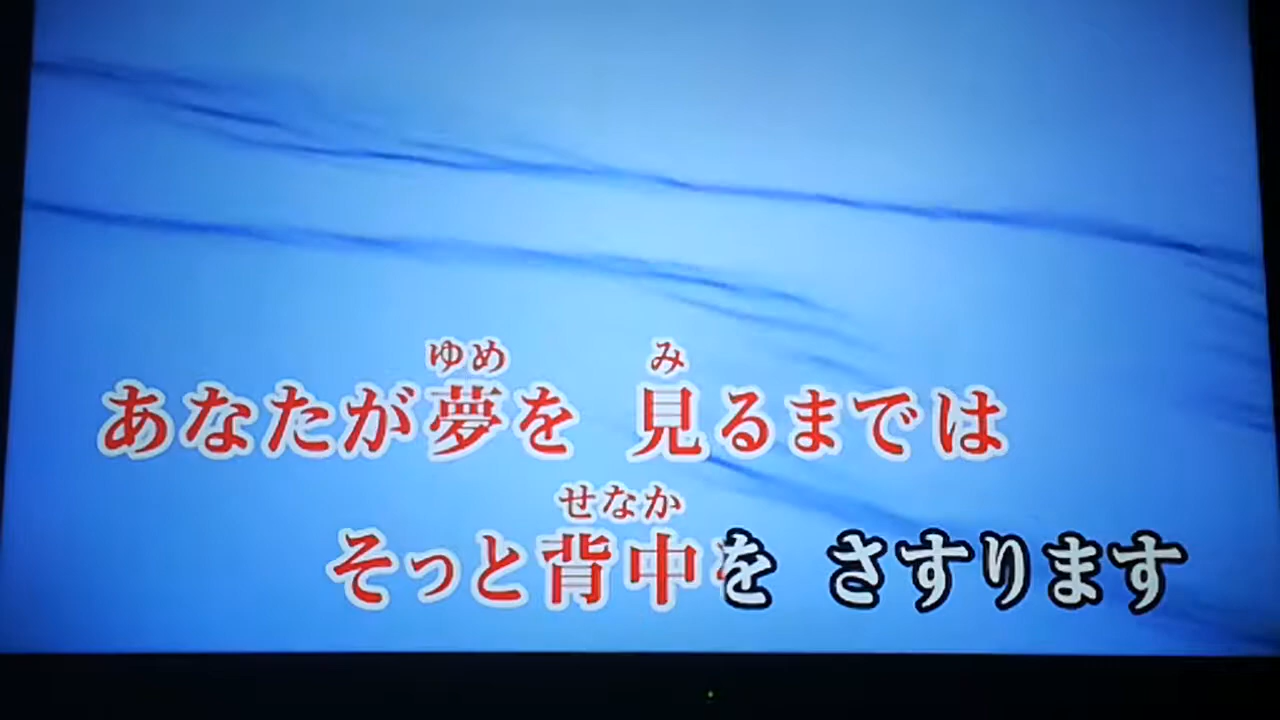 ゆめ み
あなたが夢を 見るまでは
せなか
そっと背中を さすります